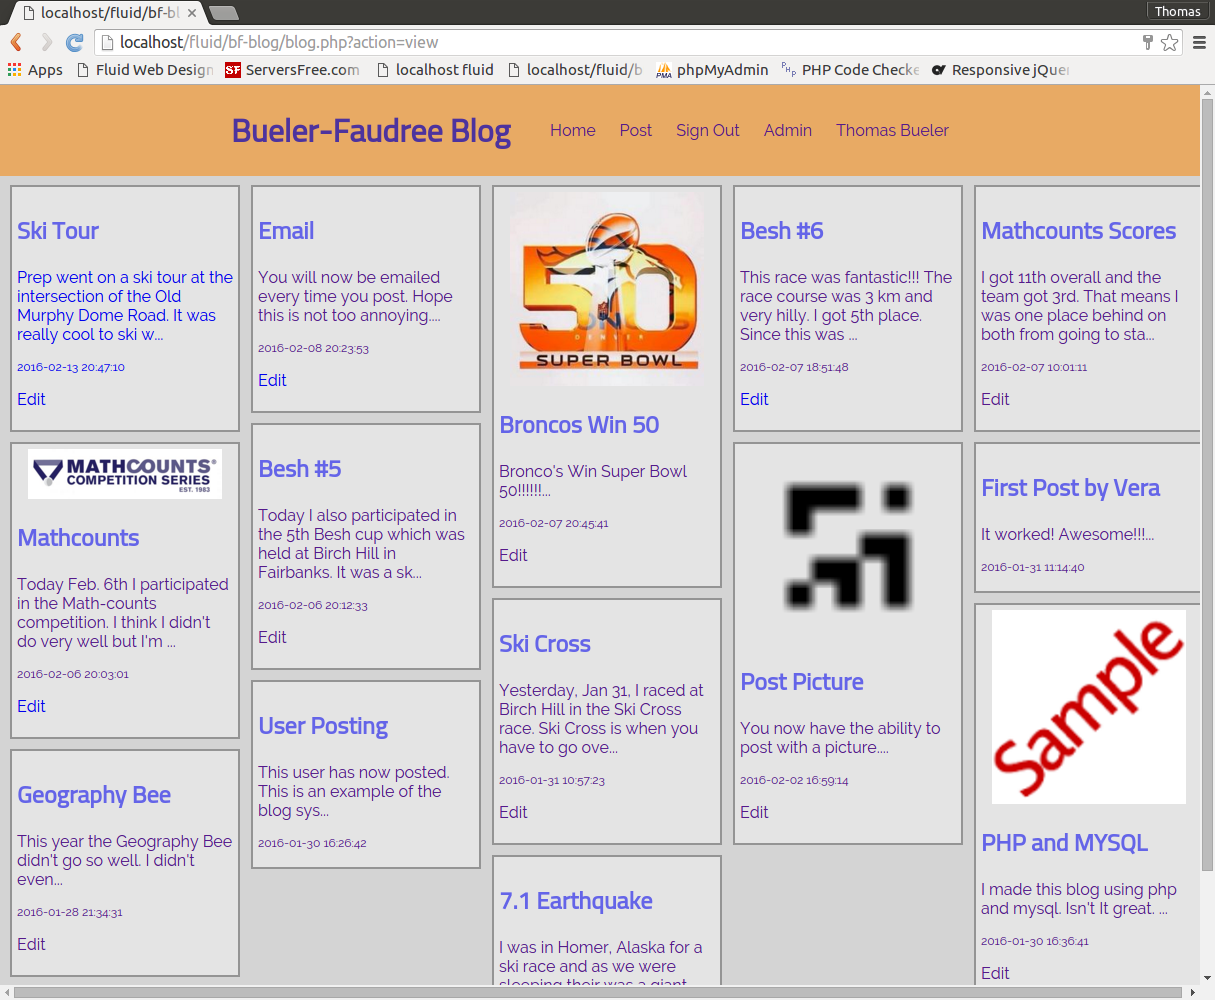 localhost/fluid/bf-bl
Thomas
localhost/fluid/bf-blog/blog.php?action=view
Apps
Fluid Web Design
ServersFree.com
localhost fluid
localhost/fluid/b
phpMyAdmin
PHP Code Checke
Responsive jQuer
Bueler-Faudree Blog
Home
Post
Sign Out
Admin
Thomas Bueler
Ski Tour
Prep went on a ski tour at the
intersection of the Old
Murphy Dome Road. It was
really cool to ski w...
2016-02-13 20:47:10
Edit
MATHCOUNTS
COMPETITION SERIES
EST. 1983
Mathcounts
Today Feb. 6th I participated
in the Math-counts
competition. I think I didn't
do very well but I'm ...
2016-02-06 20:03:01
Edit
Geography Bee
This year the Geography Bee
didn't go so well. I didn't
even...
2016-01-28 21:34:31
Edit
Email
You will now be emailed
every time you post. Hope
this is not too annoying....
2016-02-08 20:23:53
Edit
Besh #5
Today I also participated in
the 5th Besh cup which was
held at Birch Hill in
Fairbanks. It was a sk...
2016-02-06 20:12:33
Edit
User Posting
This user has now posted.
This is an example of the
blog sys...
2016-01-30 16:26:42
50
DENVER
SUPER BOWL
Broncos Win 50
Bronco's Win Super Bowl
50!!!!!!...
2016-02-07 20:45:41
Edit
Ski Cross
Yesterday, Jan 31, I raced at
Birch Hill in the Ski Cross
race. Ski Cross is when you
have to go ove...
2016-01-31 10:57:23
Edit
7.1 Earthquake
I was in Homer, Alaska for a
ski race and as we were
sleeping their was a giant
Besh #6
This race was fantastic!!! The
race course was 3 km and
very hilly. I got 5th place.
Since this was ...
2016-02-07 18:51:48
Edit
Post Picture
You now have the ability to
post with a picture....
2016-02-02 16:59:14
Edit
Mathcounts Scores
I got 11th overall and the
team got 3rd. That means I
was one place behind on
both from going to sta...
2016-02-07 10:01:11
Edit
First Post by Vera
It worked! Awesome!!!...
2016-01-31 11:14:40
Sample
PHP and MYSQL
I made this blog using php
and mysql. Isn't It great. ...
2016-01-30 16:36:41
Edit